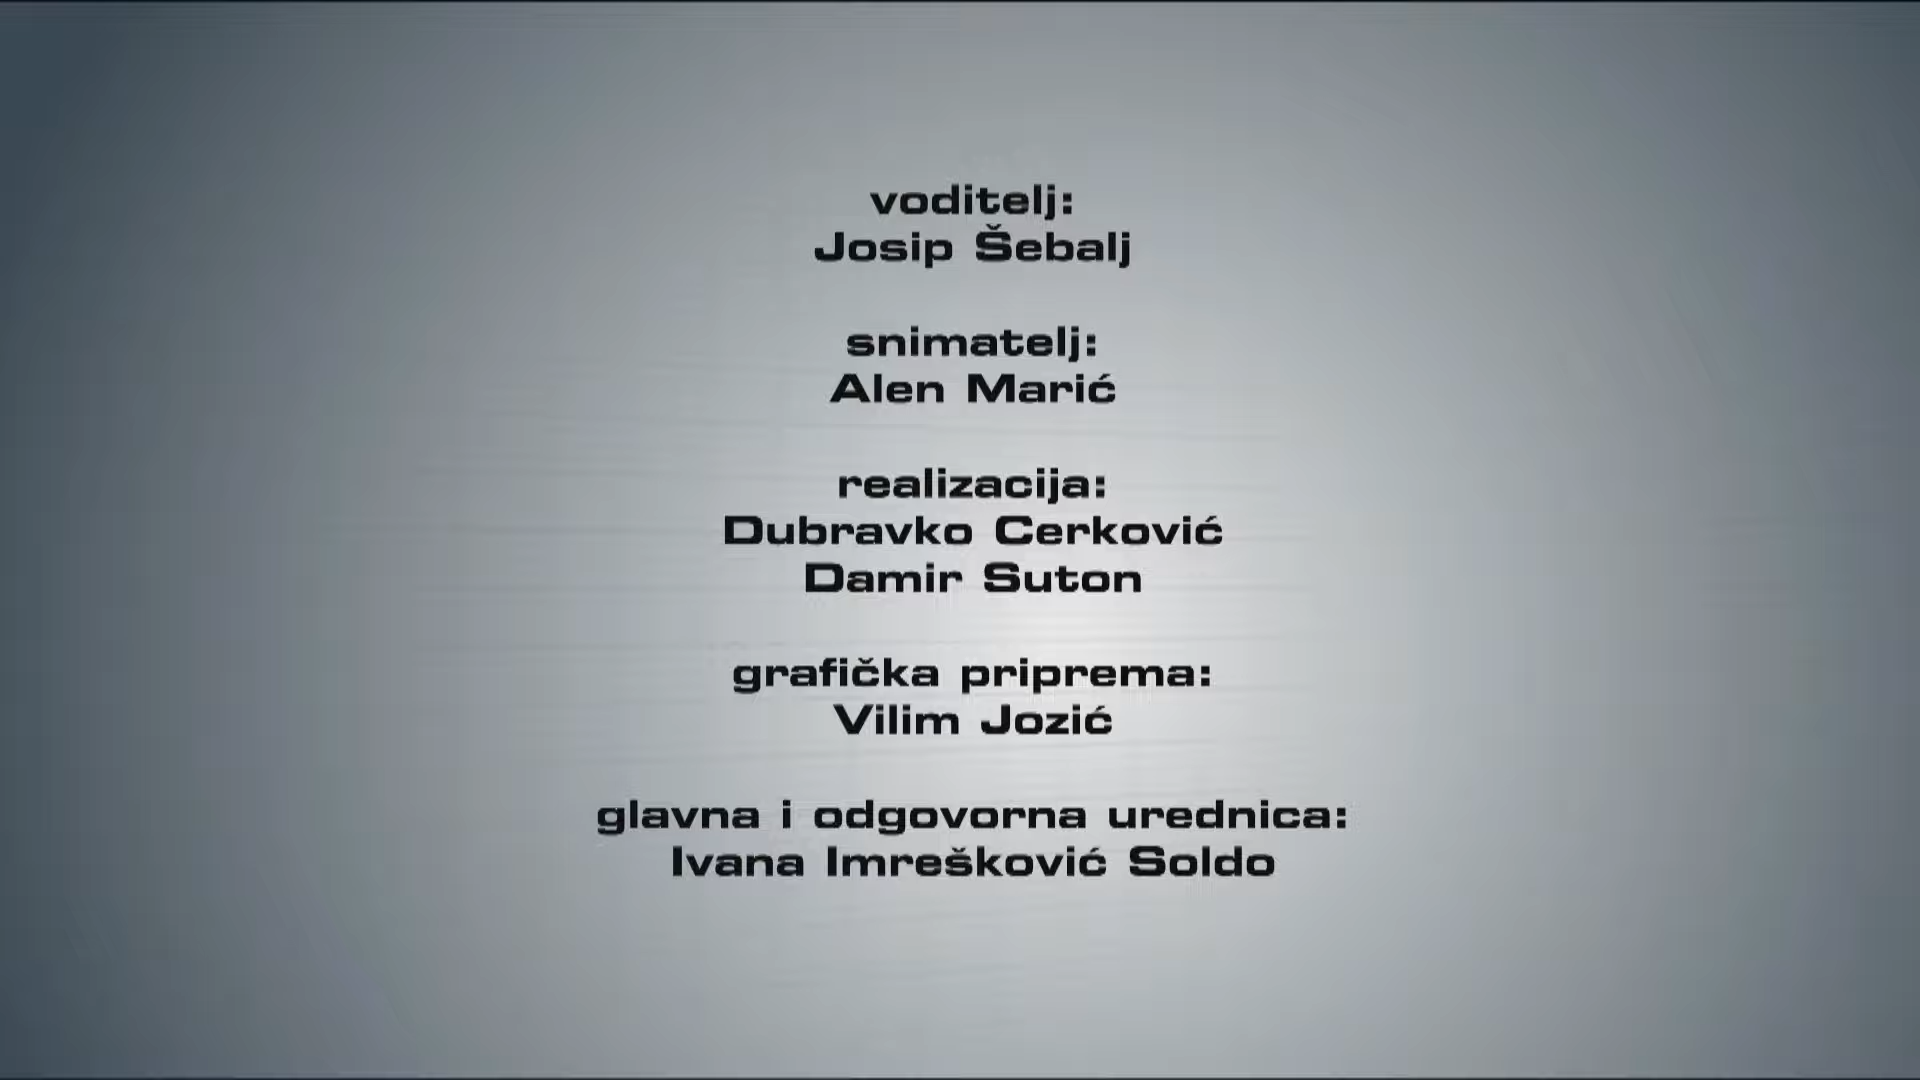 voditelj:
Josip Šebalj
snimatelj:
Alen Marić
realizacija:
Dubravko Cerković
Damir Suton
grafička priprema:
Vilim Jozić
glavna i odgovorna urednica:
Ivana Imrešković Soldo